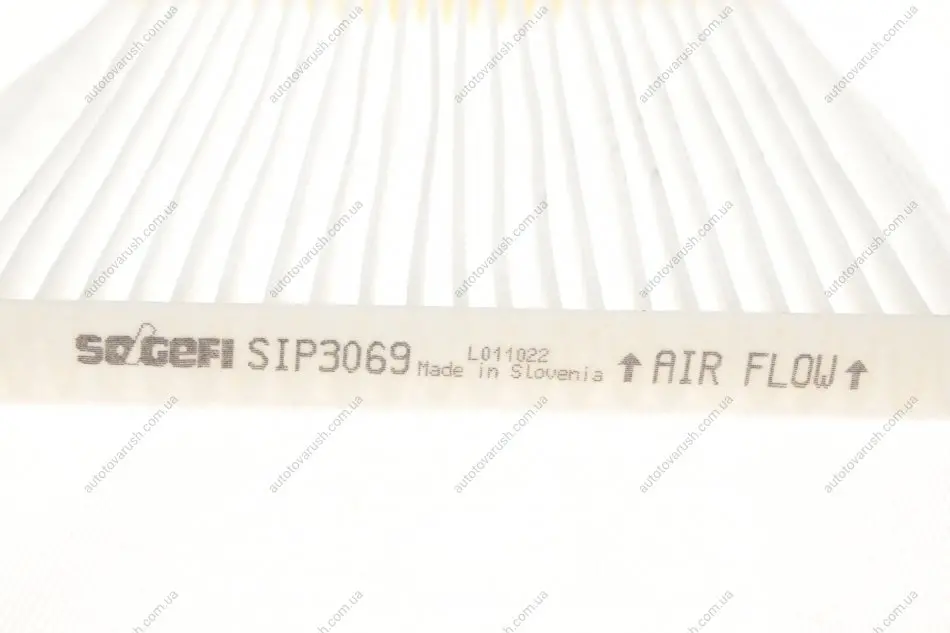 SOGEFI SIP3069 L011022
Made in Slovenia ↑ AIR FLOW ↑
autotovarush.com.ua